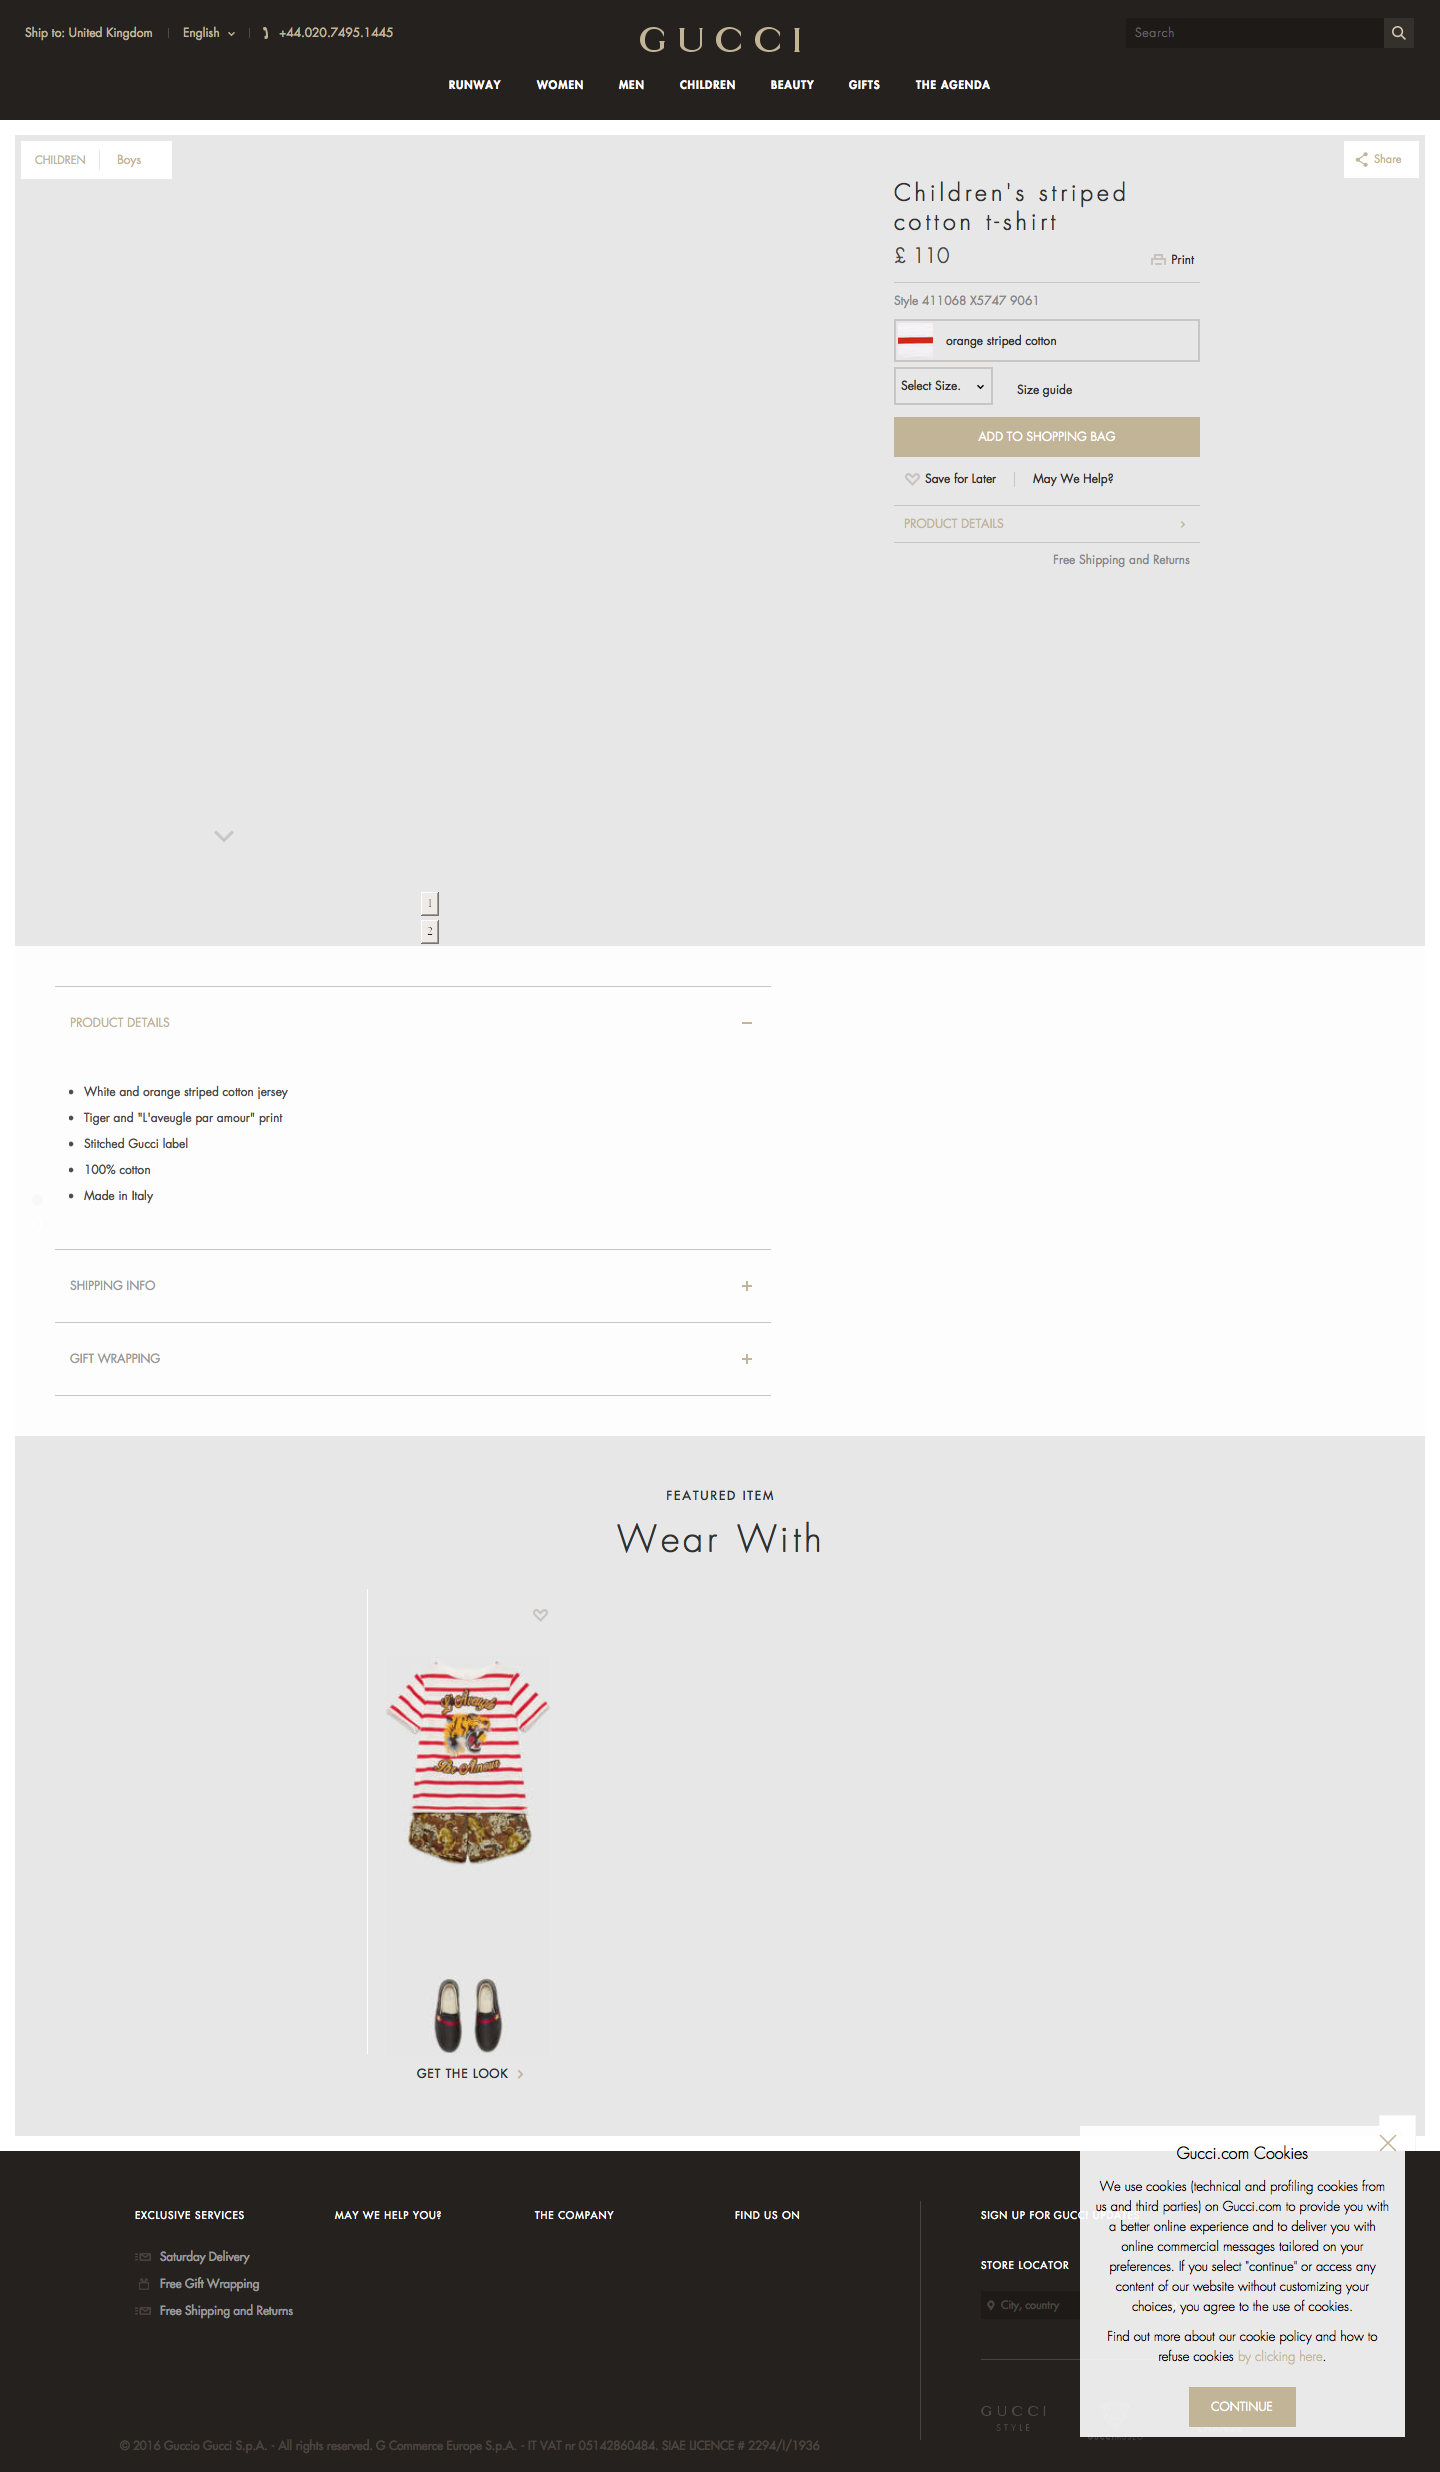 Ship to: United Kingdom
English
+44.020.7495.1445
GUCCI
Search
RUNWAY
WOMEN
MEN
CHILDREN
BEAUTY
GIFTS
THE AGENDA
CHILDREN
Boys
Share
Children's striped
cotton t-shirt
£ 110
Print
Style 411068 X5747 9061
orange striped cotton
Select Size.
Size guide
ADD TO SHOPPING BAG
Save for Later
May We Help?
PRODUCT DETAILS
Free Shipping and Returns
1
2
PRODUCT DETAILS
White and orange striped cotton jersey
Tiger and "L'aveugle par amour" print
Stitched Gucci label
100% cotton
Made in Italy
SHIPPING INFO
GIFT WRAPPING
FEATURED ITEM
Wear With
Par Amour
GET THE LOOK
Gucci.com Cookies
We use cookies (technical and profiling cookies from
us and third parties) on Gucci.com to provide you with
a better online experience and to deliver you with
online commercial messages tailored on your
preferences. If you select "continue" or access any
content of our website without customizing your
choices, you agree to the use of cookies.
Find out more about our cookie policy and how to
refuse cookies by clicking here.
CONTINUE
EXCLUSIVE SERVICES
Saturday Delivery
Free Gift Wrapping
Free Shipping and Returns
MAY WE HELP YOU?
THE COMPANY
FIND US ON
SIGN UP FOR GUCCI UPDATES
STORE LOCATOR
City, country
GUCCI
STYLE
© 2016 Guccio Gucci S.p.A. - All rights reserved. G Commerce Europe S.p.A. - IT VAT nr 05142860484. SIAE LICENCE # 2294/I/1936